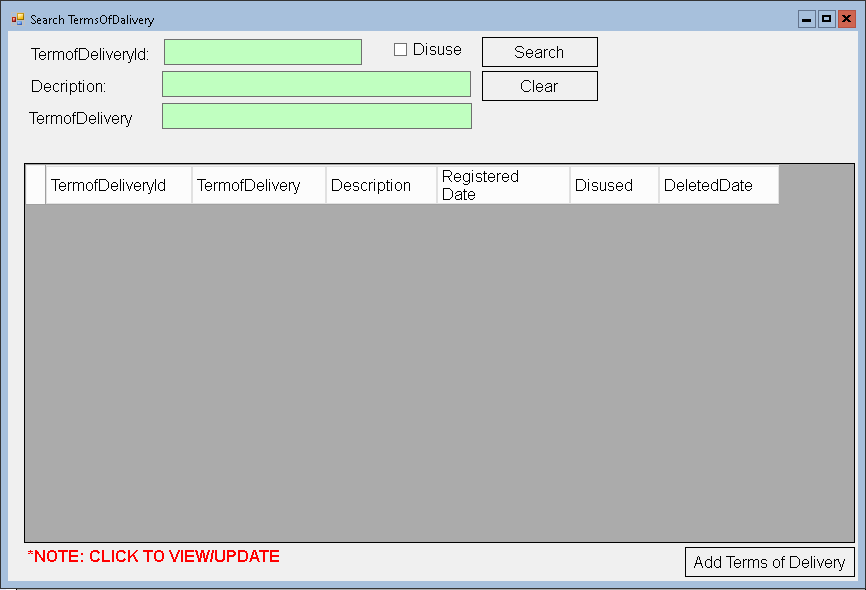 Search TermsOfDalivery
TermofDeliveryId:
Disuse
Search
Decription:
Clear
TermofDelivery
TermofDeliveryId
TermofDelivery
Description
Registered
Date
Disused
DeletedDate
*NOTE: CLICK TO VIEW/UPDATE
Add Terms of Delivery